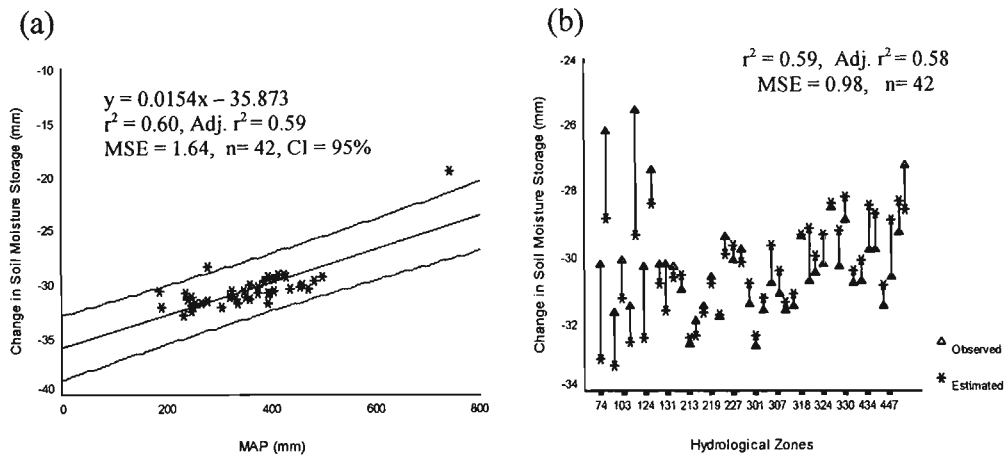 (a)
Change in Soil Moisture Storage (mm)
-10
-15
-20
-25
-30
-35
-40
y = 0.0154x – 35.873
r² = 0.60, Adj. r² = 0.59
MSE = 1.64, n= 42, CI = 95%
0 200 400 600 800
MAP (mm)
(b)
Change in Soil Moisture Storage (mm)
-24
-26
-28
-30
-32
-34
r² = 0.59, Adj. r² = 0.58
MSE = 0.98, n= 42
74 103 124 131 213 219 227 301 307 318 324 330 434 447
Hydrological Zones
Observed
Estimated